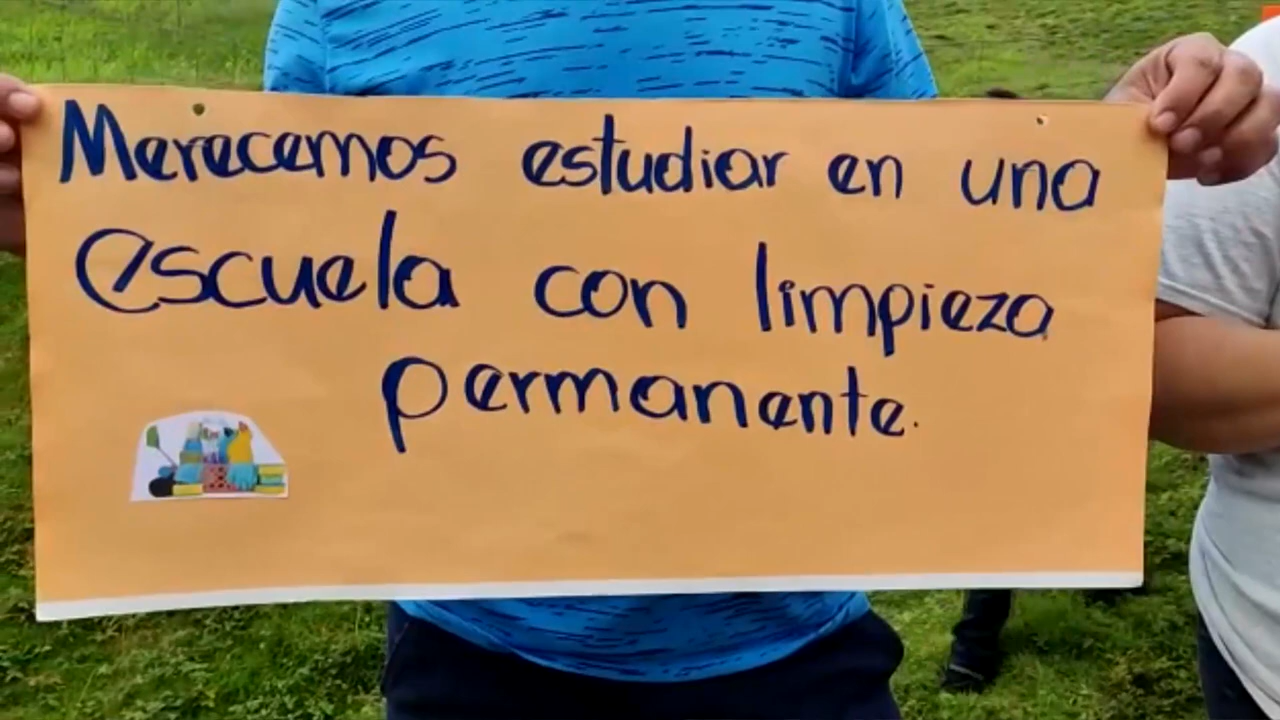 Merecemos estudiar en una
escuela con limpieza
permanente.